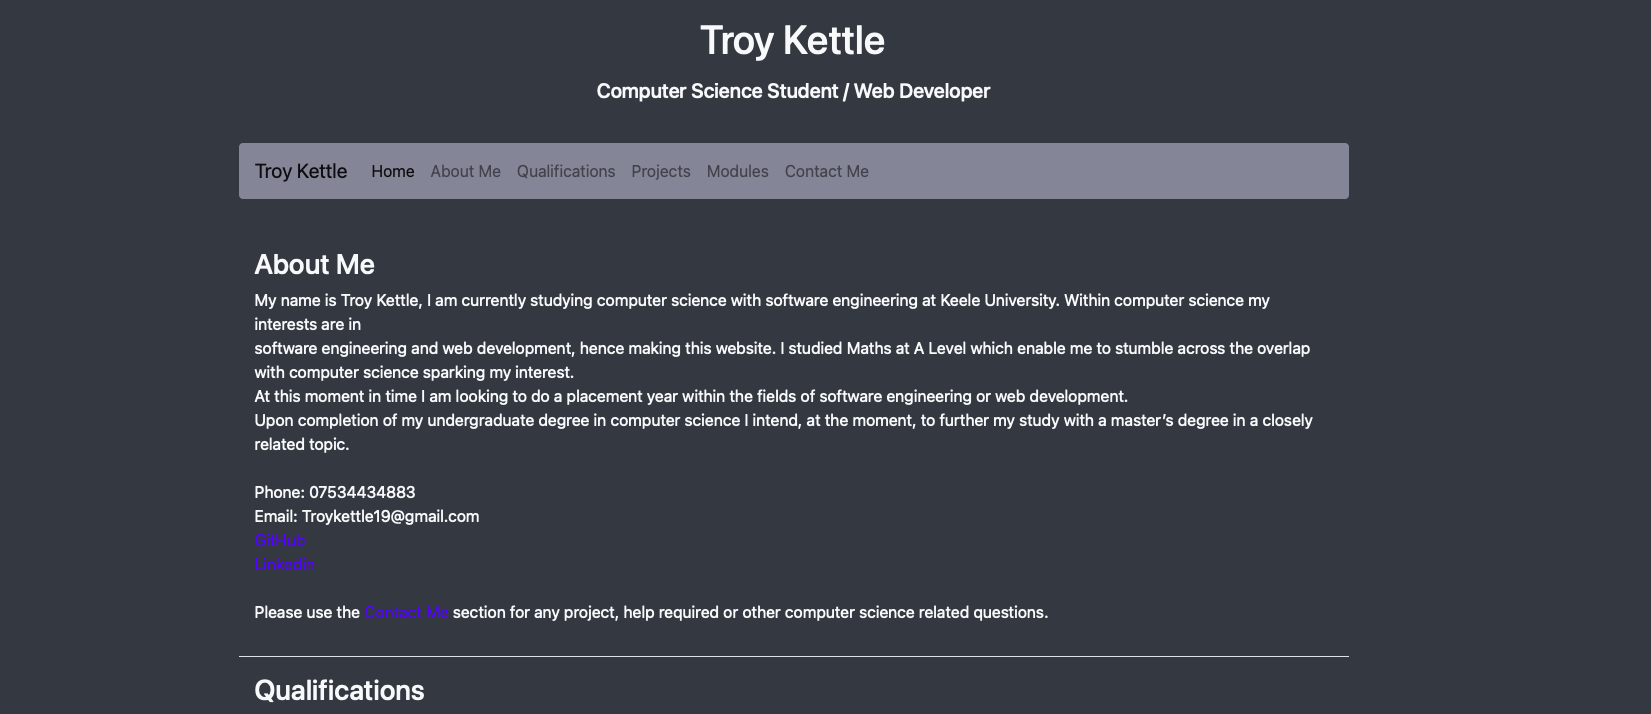 Troy Kettle
Computer Science Student / Web Developer
Troy Kettle Home About Me Qualifications Projects Modules Contact Me
About Me
My name is Troy Kettle, I am currently studying computer science with software engineering at Keele University. Within computer science my
interests are in
software engineering and web development, hence making this website. I studied Maths at A Level which enable me to stumble across the overlap
with computer science sparking my interest.
At this moment in time I am looking to do a placement year within the fields of software engineering or web development.
Upon completion of my undergraduate degree in computer science I intend, at the moment, to further my study with a master’s degree in a closely
related topic.
Phone: 07534434883
Email: Troykettle19@gmail.com
GitHub
Linkedin
Please use the Contact Me section for any project, help required or other computer science related questions.
Qualifications